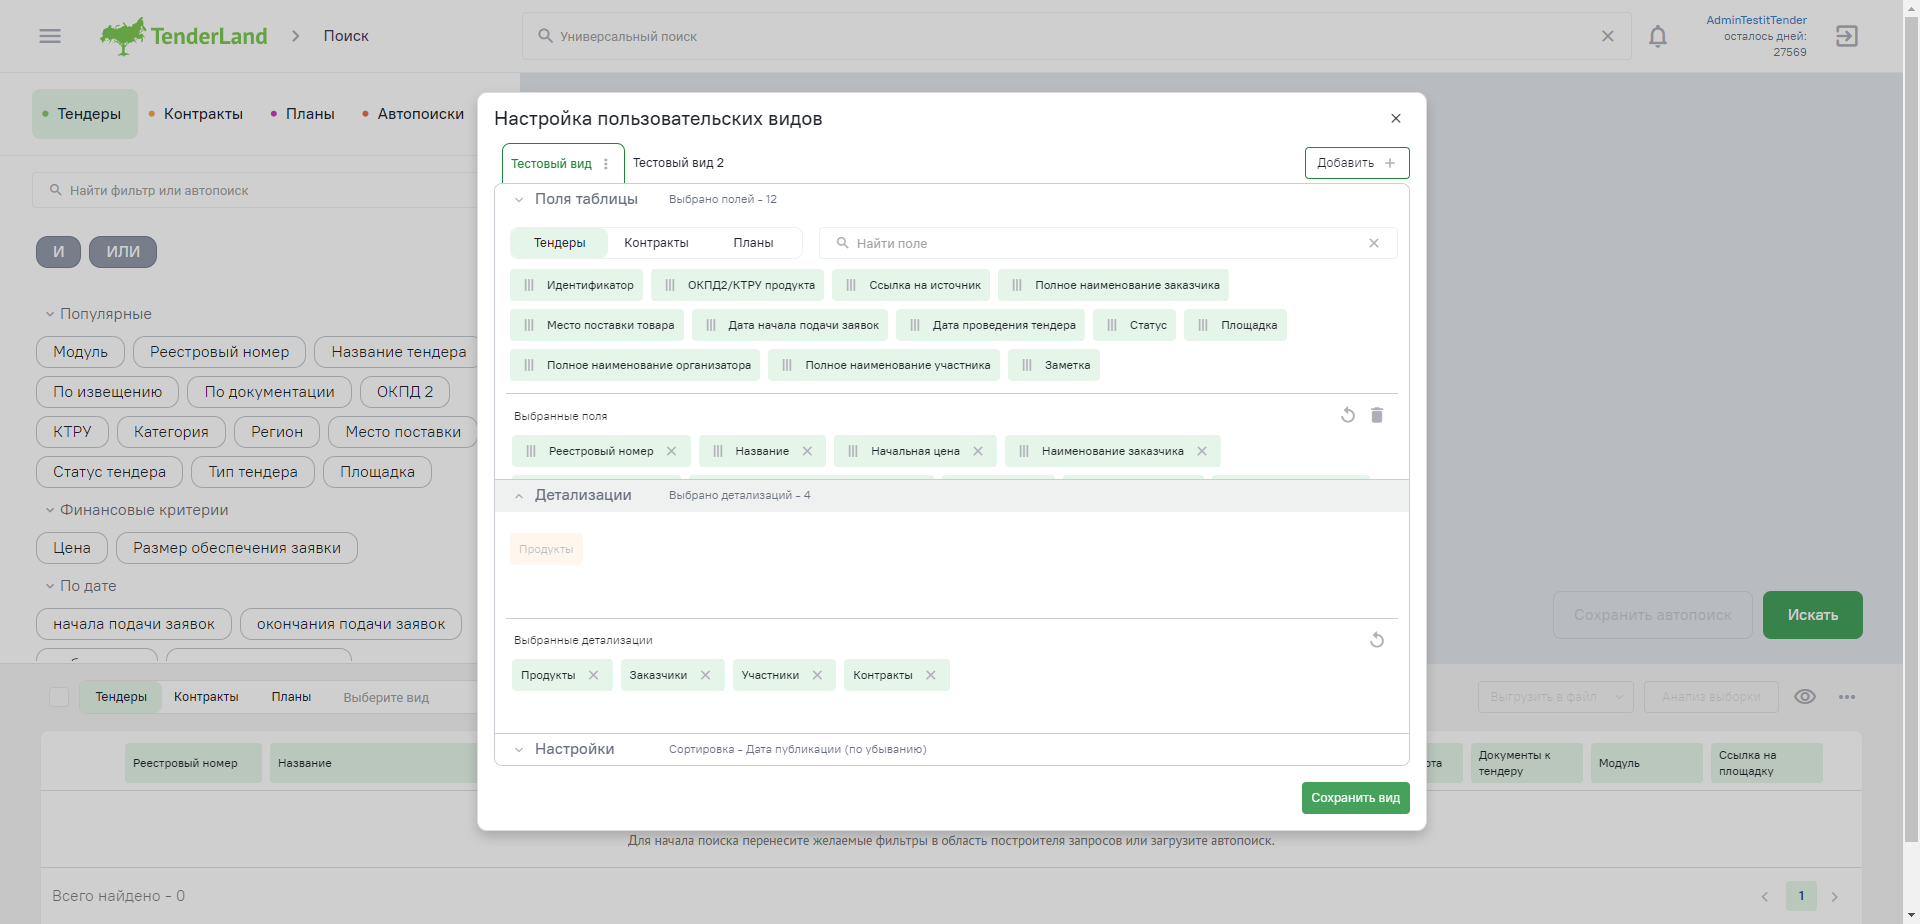 TenderLand
Поиск
Универсальный поиск
AdminTestitTender
осталось дней:
27569
Тендеры
Контракты
Планы
Автопоиски
Найти фильтр или автопоиск
И
ИЛИ
Популярные
Модуль
Реестровый номер
Название тендера
По извещению
По документации
ОКПД 2
КТРУ
Категория
Регион
Место поставки
Статус тендера
Тип тендера
Площадка
Финансовые критерии
Цена
Размер обеспечения заявки
По дате
начала подачи заявок
окончания подачи заявок
Настройка пользовательских видов
Тестовый вид
Тестовый вид 2
Добавить
Поля таблицы
Выбрано полей - 12
Тендеры
Контракты
Планы
Найти поле
Идентификатор
ОКПД2/КТРУ продукта
Ссылка на источник
Полное наименование заказчика
Место поставки товара
Дата начала подачи заявок
Дата проведения тендера
Статус
Площадка
Полное наименование организатора
Полное наименование участника
Заметка
Выбранные поля
Реестровый номер
Название
Начальная цена
Наименование заказчика
Детализации
Выбрано детализаций - 4
Продукты
Выбранные детализации
Продукты
Заказчики
Участники
Контракты
Настройки
Сортировка - Дата публикации (по убыванию)
Сохранить вид
Сохранить автопоиск
Искать
Тендеры
Контракты
Планы
Выберите вид
Выгрузить в файл
Анализ выборки
Реестровый номер
Название
Документы к
тендеру
Модуль
Ссылка на
площадку
Для начала поиска перенесите желаемые фильтры в область построителя запросов или загрузите автопоиск.
Всего найдено - 0
1